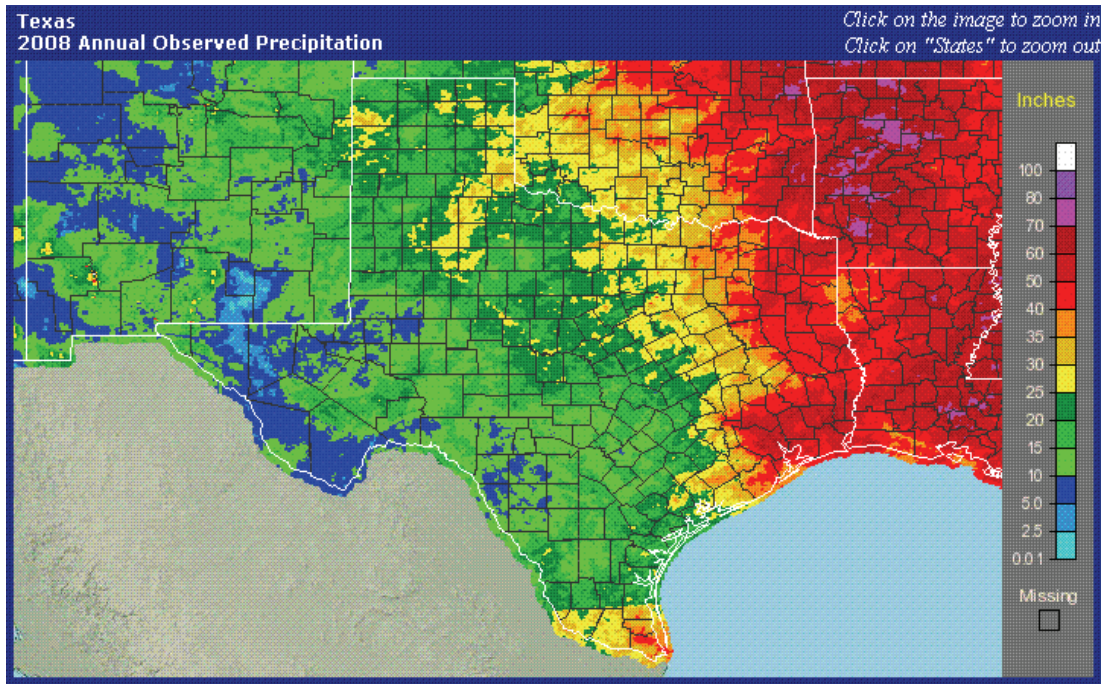 Texas
2008 Annual Observed Precipitation
Click on the image to zoom in
Click on "States" to zoom out
Inches
100
80
70
60
50
40
35
30
25
20
15
10
5.0
2.5
0.01
Missing